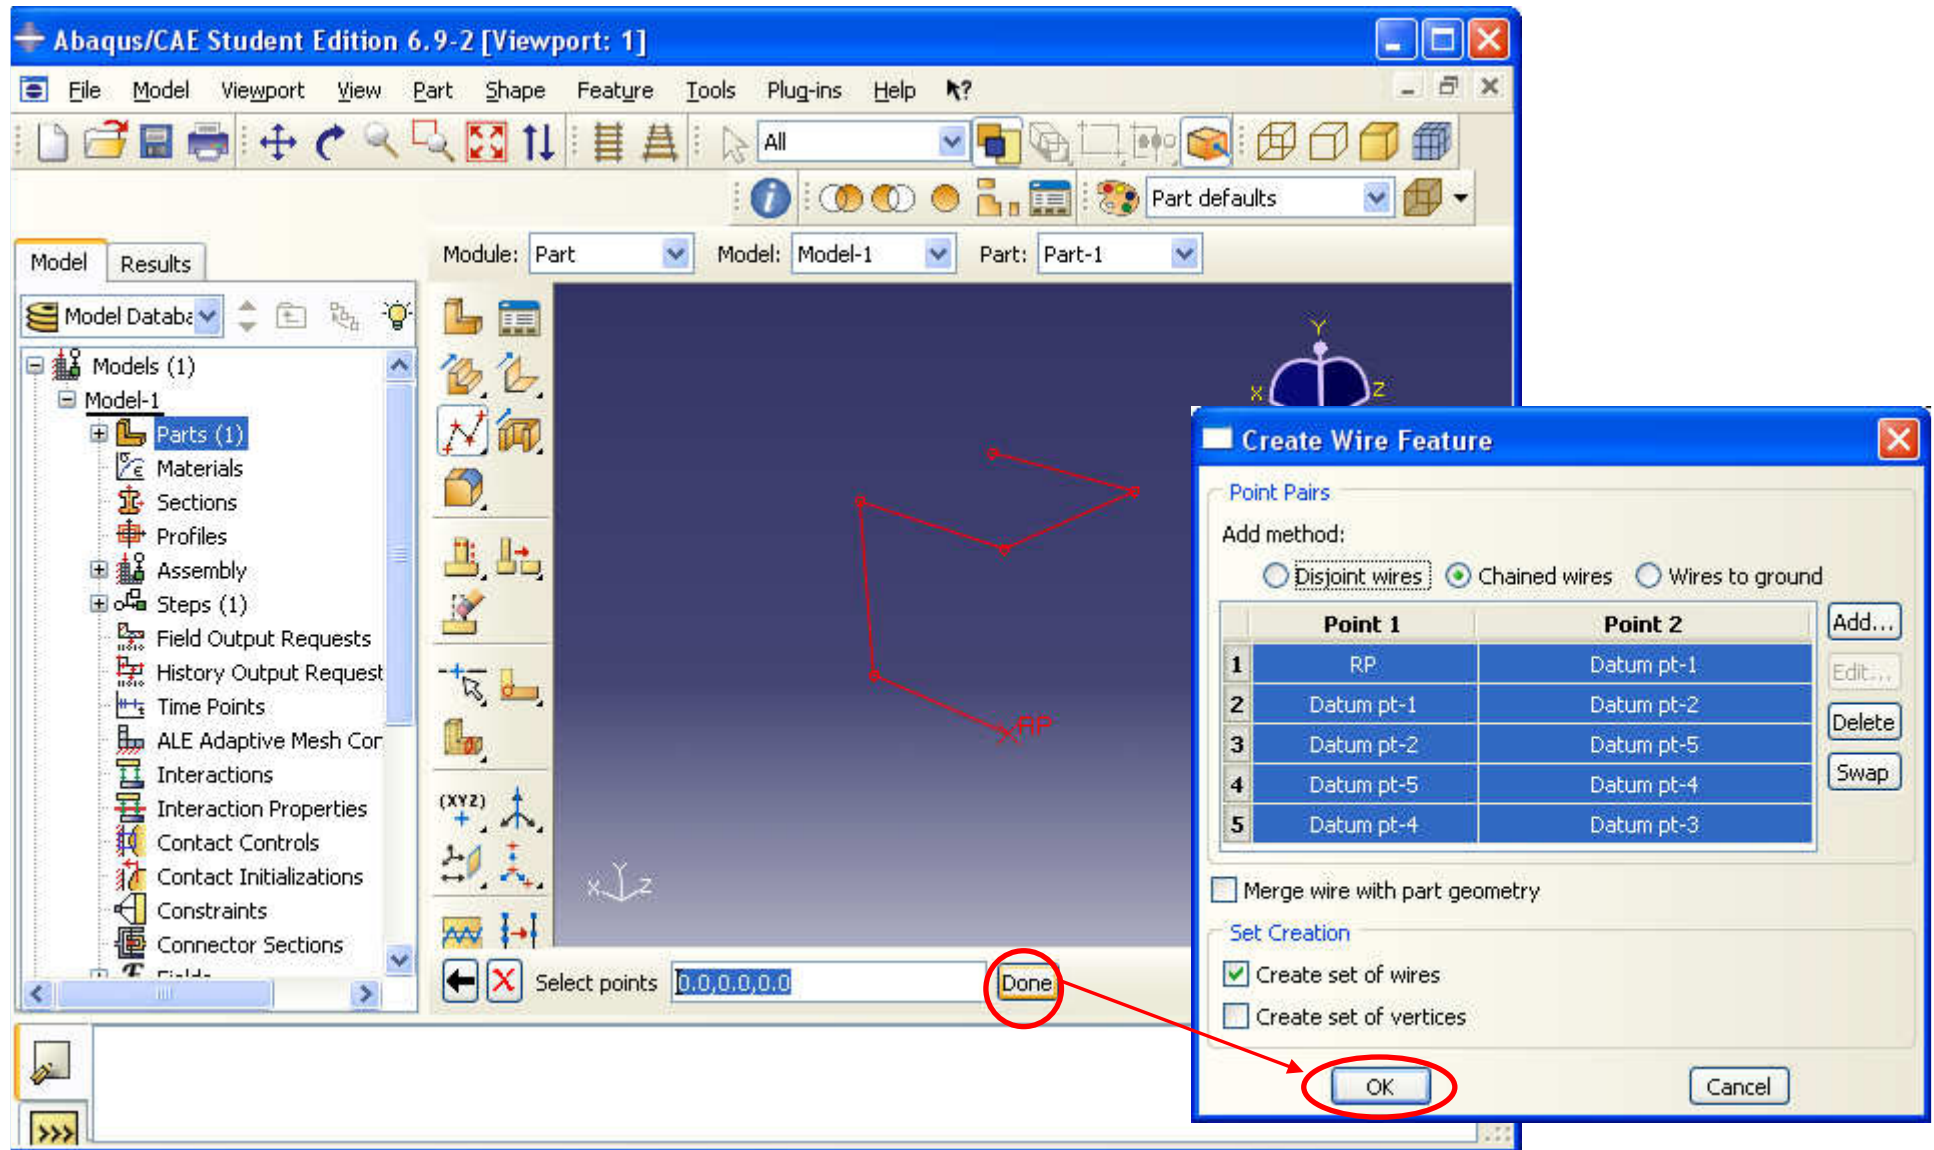 Abaqus/CAE Student Edition 6.9-2 [Viewport: 1]
File Model Viewport View Part Shape Feature Tools Plug-ins Help ?
All
Part defaults
Model Results
Module: Part Model: Model-1 Part: Part-1
Model Databa
Models (1)
Model-1
Parts (1)
Materials
Sections
Profiles
Assembly
Steps (1)
Field Output Requests
History Output Request
Time Points
ALE Adaptive Mesh Cor
Interactions
Interaction Properties
Contact Controls
Contact Initializations
Constraints
Connector Sections
(XYZ)
Y
X
Z
RP
Y
X Z
Select points 0.0,0.0,0.0 Done
>>>
Create Wire Feature
Point Pairs
Add method:
Disjoint wires Chained wires Wires to ground
Point 1 Point 2
1 RP Datum pt-1
2 Datum pt-1 Datum pt-2
3 Datum pt-2 Datum pt-5
4 Datum pt-5 Datum pt-4
5 Datum pt-4 Datum pt-3
Add...
Edit...
Delete
Swap
Merge wire with part geometry
Set Creation
Create set of wires
Create set of vertices
OK Cancel